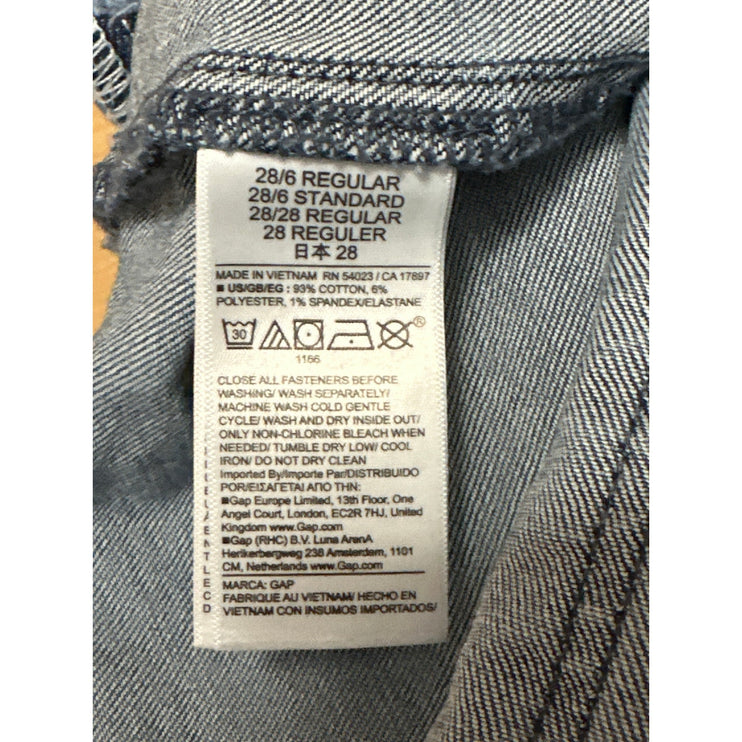 28/6 REGULAR
28/6 STANDARD
28/28 REGULAR
28 REGULER
日本 28
MADE IN VIETNAM RN 54023 / CA 17897
■ US/GB/EG : 93% COTTON, 6%
POLYESTER, 1% SPANDEX/ELASTANE
30
®
1166
CLOSE ALL FASTENERS BEFORE
WASHING/ WASH SEPARATELY/
MACHINE WASH COLD GENTLE
CYCLE/ WASH AND DRY INSIDE OUT/
ONLY NON-CHLORINE BLEACH WHEN
NEEDED/ TUMBLE DRY LOW/ COOL
IRON/ DO NOT DRY CLEAN
Imported By/Importe Par/DISTRIBUIDO
POR/ΕΙΣΑΓΕΤΑΙ ΑΠΟ ΤΗΝ:
■Gap Europe Limited, 13th Floor, One
Angel Court, London, EC2R 7HJ, United
Kingdom www.Gap.com
■Gap (RHC) B.V. Luna ArenA
Herikerbergweg 238 Amsterdam, 1101
CM, Netherlands www.Gap.com
MARCA: GAP
FABRIQUE AU VIETNAM/ HECHO EN
VIETNAM CON INSUMOS IMPORTADOS/